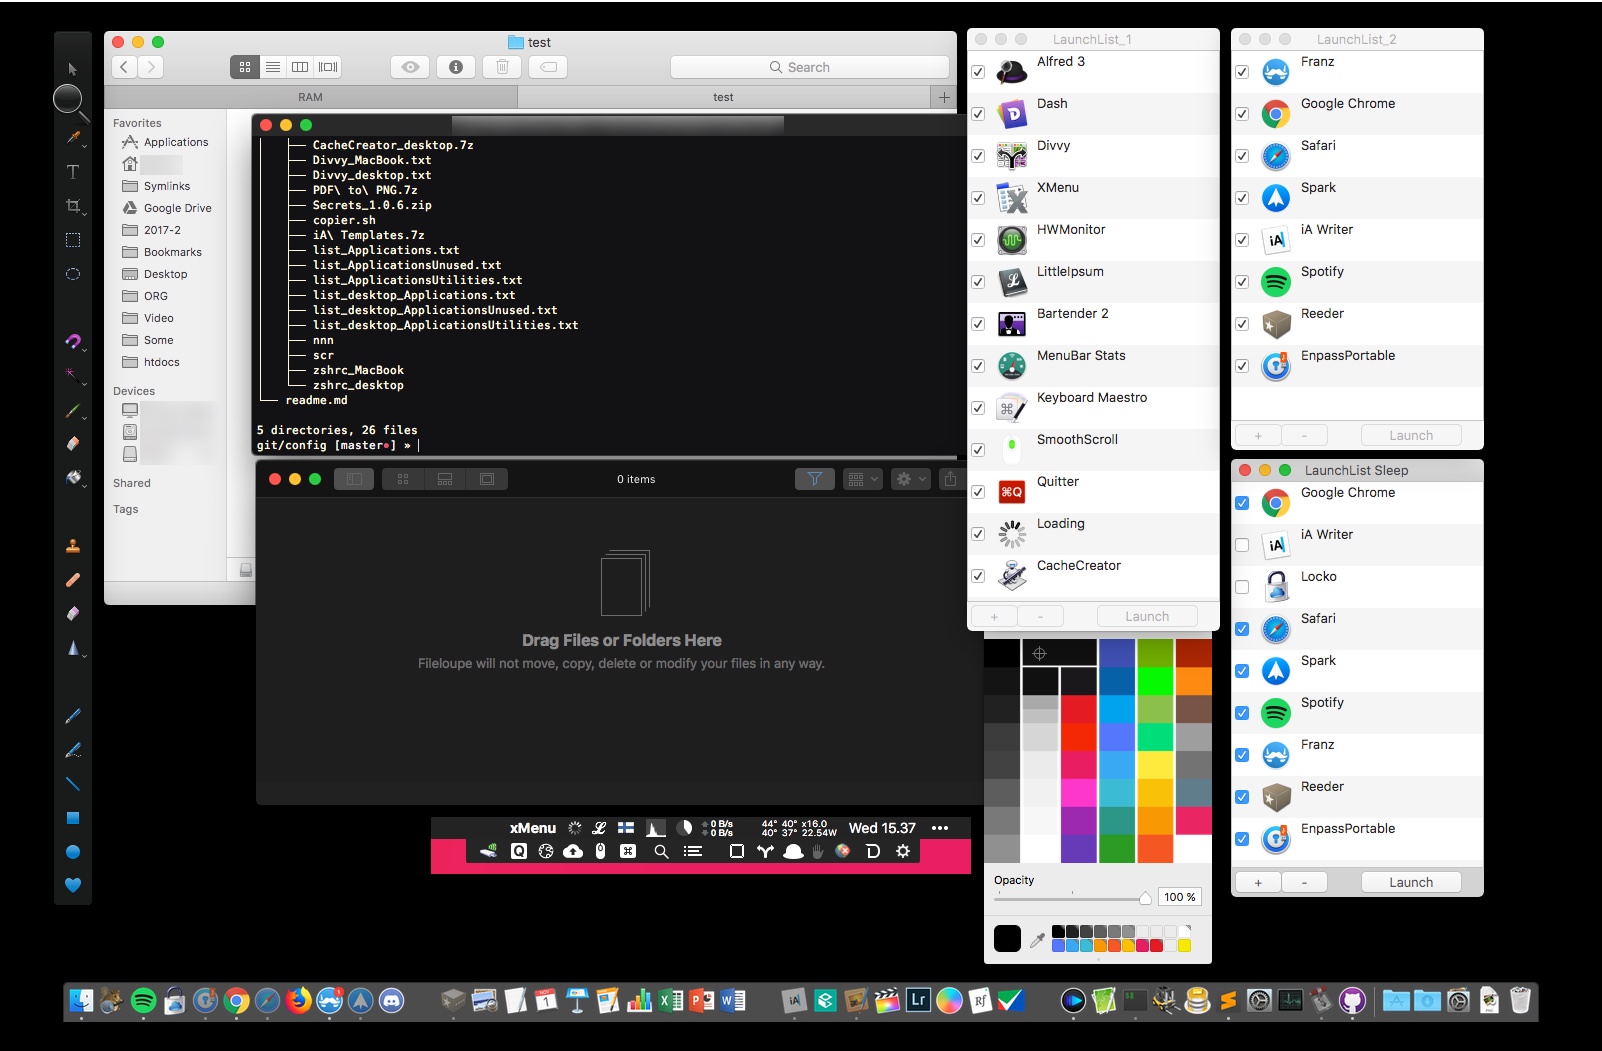 test
Search
RAM
test
Favorites
Applications
Symlinks
Google Drive
2017-2
Bookmarks
Desktop
ORG
Video
Some
htdocs
Devices
Shared
Tags
CacheCreator_desktop.7z
Divvy_MacBook.txt
Divvy_desktop.txt
PDF\ to\ PNG.7z
Secrets_1.0.6.zip
copier.sh
iA\ Templates.7z
list_Applications.txt
list_ApplicationsUnused.txt
list_ApplicationsUtilities.txt
list_desktop_Applications.txt
list_desktop_ApplicationsUnused.txt
list_desktop_ApplicationsUtilities.txt
nnn
scr
zshrc_MacBook
zshrc_desktop
readme.md
5 directories, 26 files
git/config [master●] »
0 items
Drag Files or Folders Here
Fileloupe will not move, copy, delete or modify your files in any way.
xMenu
0 B/s
0 B/s
44° 40° x16.0
40° 37° 22.54W
Wed 15.37
LaunchList_1
Alfred 3
Dash
Divvy
XMenu
HWMonitor
LittleIpsum
Bartender 2
MenuBar Stats
Keyboard Maestro
SmoothScroll
Quitter
Loading
CacheCreator
+ - Launch
Opacity
100 %
LaunchList_2
Franz
Google Chrome
Safari
Spark
iA Writer
Spotify
Reeder
EnpassPortable
+ - Launch
LaunchList Sleep
Google Chrome
iA Writer
Locko
Safari
Spark
Spotify
Franz
Reeder
EnpassPortable
+ - Launch